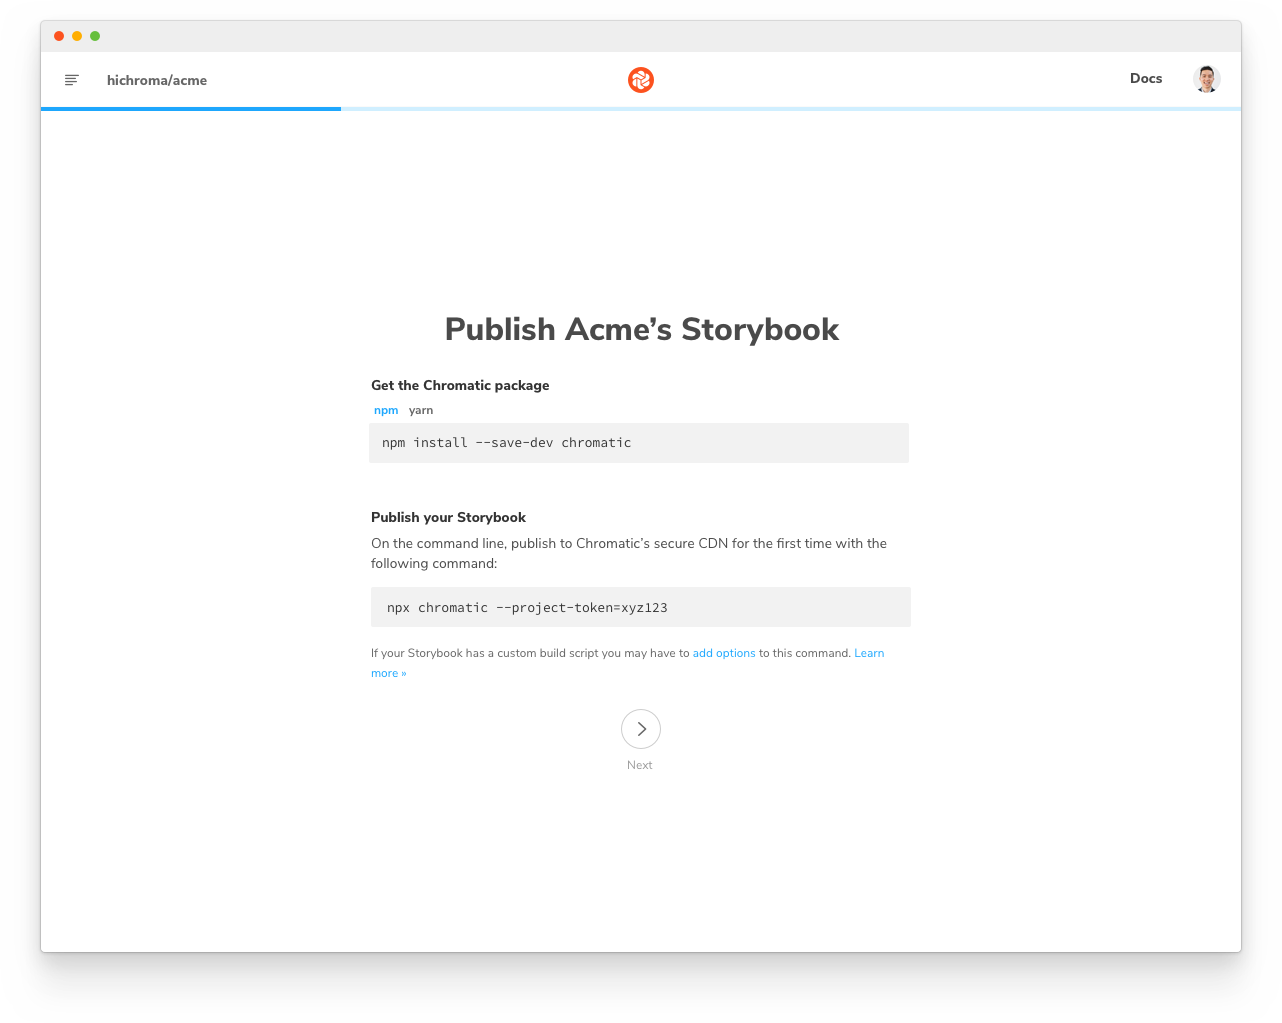 hichroma/acme
Docs
Publish Acme’s Storybook
Get the Chromatic package
npm yarn
npm install --save-dev chromatic
Publish your Storybook
On the command line, publish to Chromatic’s secure CDN for the first time with the
following command:
npx chromatic --project-token=xyz123
If your Storybook has a custom build script you may have to add options to this command. Learn
more »
Next